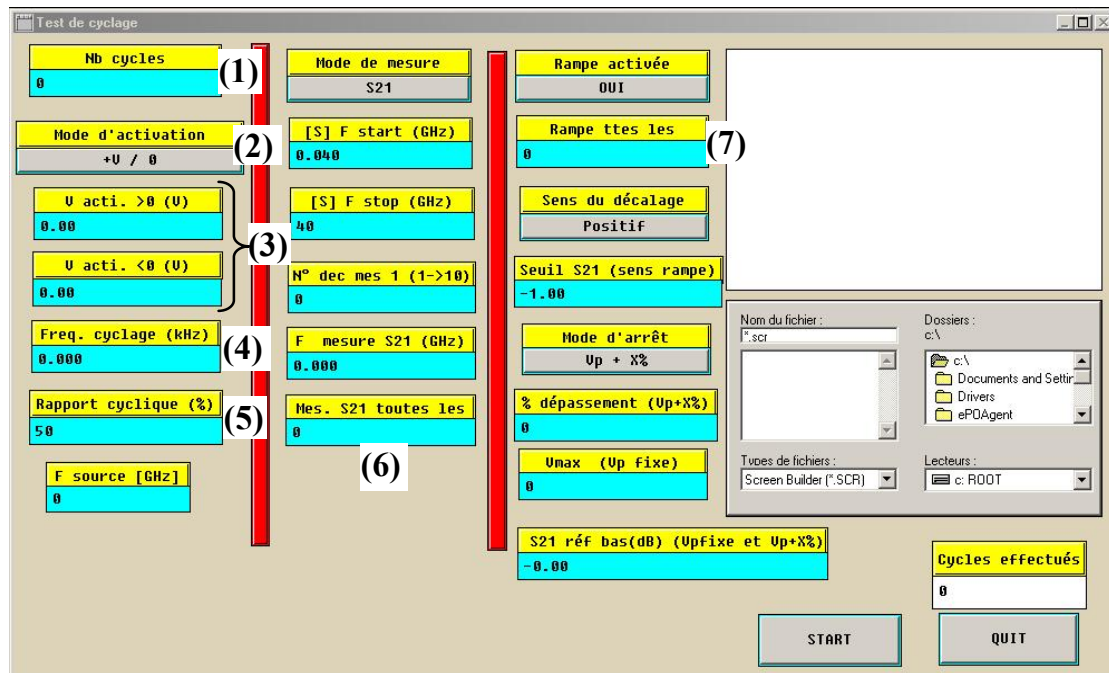 Test de cyclage
Nb cycles
0
(1)
Mode d'activation
+V / 0
(2)
V acti. >0 (V)
0.00
V acti. <0 (V)
0.00
(3)
Freq. cyclage (kHz)
0.000
(4)
Rapport cyclique (%)
50
(5)
F source [GHz]
0
Mode de mesure
S21
[S] F start (GHz)
0.040
[S] F stop (GHz)
40
N° dec mes 1 (1->10)
0
F mesure S21 (GHz)
0.000
Mes. S21 toutes les
0
(6)
Rampe activée
OUI
Rampe ttes les
0
(7)
Sens du décalage
Positif
Seuil S21 (sens rampe)
-1.00
Mode d'arrêt
Vp + X%
% dépassement (Vp+X%)
0
Vmax (Vp fixe)
0
S21 réf bas(dB) (Vpfixe et Vp+X%)
-0.00
Nom du fichier :
*.scr
Dossiers :
c:\
c:\
Documents and Settin
Drivers
ePOAgent
Types de fichiers :
Screen Builder (*.SCR)
Lecteurs :
c: ROOT
Cycles effectués
0
START
QUIT